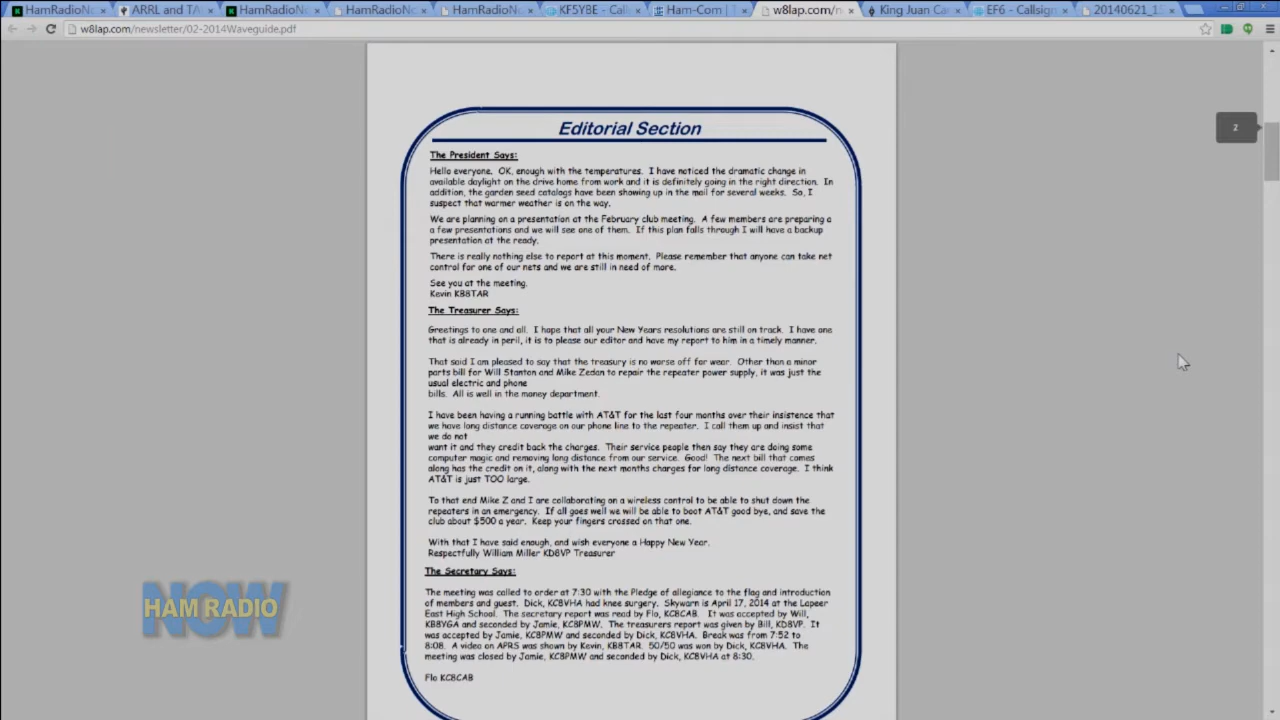 HamRadioNo
ARRL and TA
HamRadioNo
HamRadioNo
HamRadioNo
KF5YBE - Call
Ham-Com | T
w8lap.com/n
King Juan Ca
EF6 - Callsign
20140621_1
w8lap.com/newsletter/02-2014Waveguide.pdf
2
Editorial Section
The President Says:
Hello everyone. OK, enough with the temperatures. I have noticed the dramatic change in
available daylight on the drive home from work and it is definitely going in the right direction. In
addition, the garden seed catalogs have been showing up in the mail for several weeks. So, I
suspect that warmer weather is on the way.
We are planning on a presentation at the February club meeting. A few members are preparing a
a few presentations and we will see one of them. If this plan falls through I will have a backup
presentation at the ready.
There is really nothing else to report at this moment. Please remember that anyone can take net
control for one of our nets and we are still in need of more.
See you at the meeting.
Kevin KB8TAR
The Treasurer Says:
Greetings to one and all. I hope that all your New Years resolutions are still on track. I have one
that is already in peril, it is to please our editor and have my report to him in a timely manner.
That said I am pleased to say that the treasury is no worse off for wear. Other than a minor
parts bill for Will Stanton and Mike Zedan to repair the repeater power supply, it was just the
usual electric and phone
bills. All is well in the money department.
I have been having a running battle with AT&T for the last four months over their insistence that
we have long distance coverage on our phone line to the repeater. I call them up and insist that
we do not
want it and they credit back the charges. Their service people then say they are doing some
computer magic and removing long distance from our service. Good! The next bill that comes
along has the credit on it, along with the next months charges for long distance coverage. I think
AT&T is just TOO large.
To that end Mike Z and I are collaborating on a wireless control to be able to shut down the
repeaters in an emergency. If all goes well we will be able to boot AT&T good bye, and save the
club about $500 a year. Keep your fingers crossed on that one.
With that I have said enough, and wish everyone a Happy New Year.
Respectfully William Miller KD8VP Treasurer
The Secretary Says:
The meeting was called to order at 7:30 with the Pledge of allegiance to the flag and introduction
of members and guest. Dick, KC8VHA had knee surgery. Skywarn is April 17, 2014 at the Lapeer
East High School. The secretary report was read by Flo, KC8CAB. It was accepted by Will,
KB8YGA and seconded by Jamie, KC8PMW. The treasurers report was given by Bill, KD8VP. It
was accepted by Jamie, KC8PMW and seconded by Dick, KC8VHA. Break was from 7:52 to
8:08. A video on APRS was shown by Kevin, KB8TAR. 50/50 was won by Dick, KC8VHA. The
meeting was closed by Jamie, KC8PMW and seconded by Dick, KC8VHA at 8:30.
Flo KC8CAB
NOW
HAM RADIO